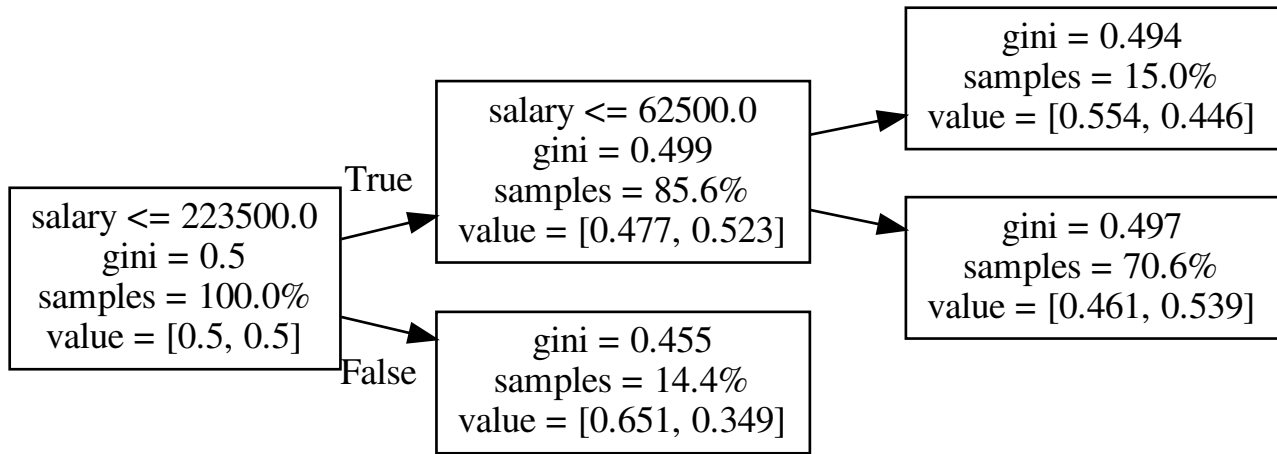 salary <= 223500.0
gini = 0.5
samples = 100.0%
value = [0.5, 0.5]
True
False
salary <= 62500.0
gini = 0.499
samples = 85.6%
value = [0.477, 0.523]
gini = 0.455
samples = 14.4%
value = [0.651, 0.349]
gini = 0.494
samples = 15.0%
value = [0.554, 0.446]
gini = 0.497
samples = 70.6%
value = [0.461, 0.539]